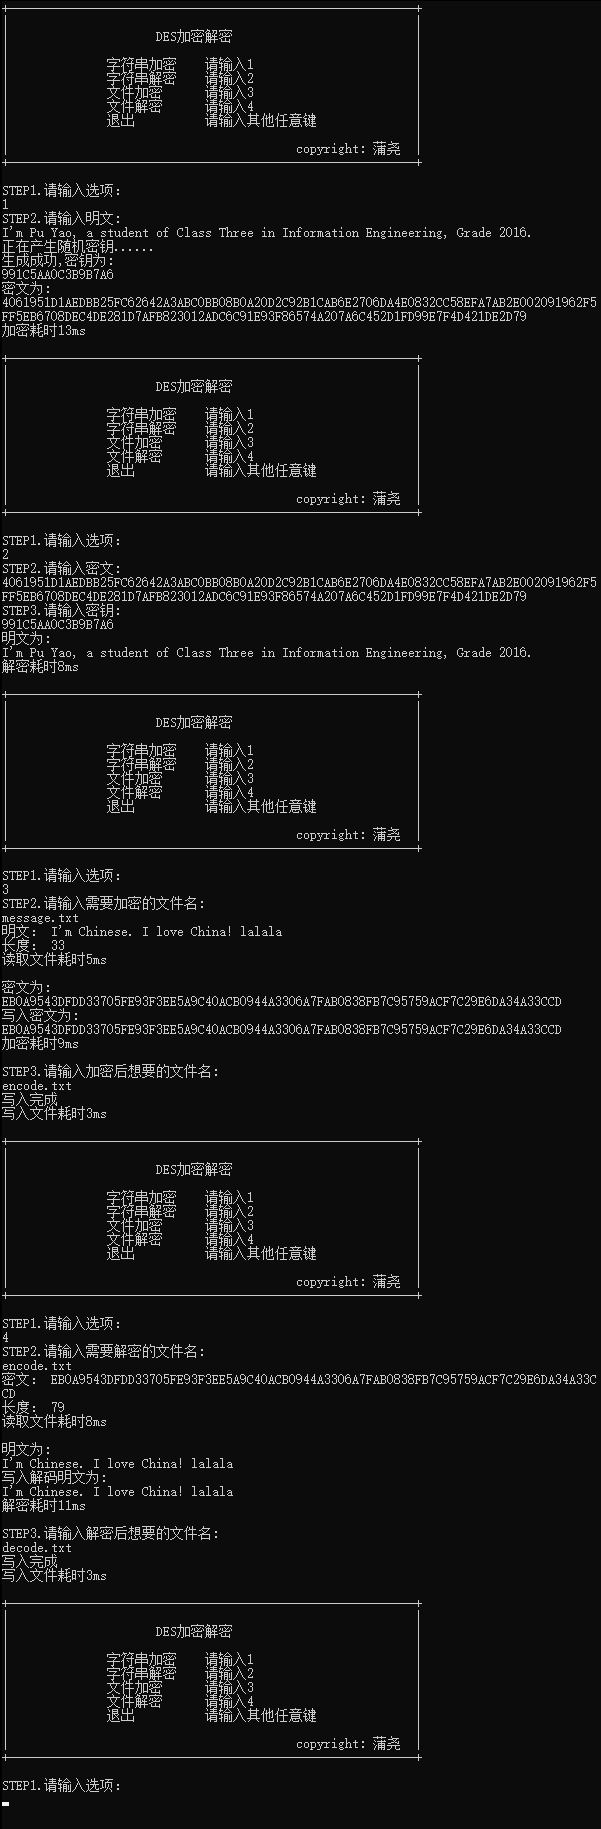 DES加密解密
字符串加密 请输入1
字符串解密 请输入2
文件加密 请输入3
文件解密 请输入4
退出 请输入其他任意键
copyright: 蒲尧
STEP1.请输入选项:
1
STEP2.请输入明文:
I'm Pu Yao, a student of Class Three in Information Engineering, Grade 2016.
正在产生随机密钥......
生成成功,密钥为:
991C5AA0C3B9B7A6
密文为:
4061951D1AEDBB25FC62642A3ABC0BB08B0A20D2C92B1CAB6E2706DA4E0832CC58EFA7AB2E002091962F5
FF5EB6708DEC4DE281D7AFB823012ADC6C91E93F86574A207A6C452D1FD99E7F4D421DE2D79
加密耗时13ms
DES加密解密
字符串加密 请输入1
字符串解密 请输入2
文件加密 请输入3
文件解密 请输入4
退出 请输入其他任意键
copyright: 蒲尧
STEP1.请输入选项:
2
STEP2.请输入密文:
4061951D1AEDBB25FC62642A3ABC0BB08B0A20D2C92B1CAB6E2706DA4E0832CC58EFA7AB2E002091962F5
FF5EB6708DEC4DE281D7AFB823012ADC6C91E93F86574A207A6C452D1FD99E7F4D421DE2D79
STEP3.请输入密钥:
991C5AA0C3B9B7A6
明文为:
I'm Pu Yao, a student of Class Three in Information Engineering, Grade 2016.
解密耗时8ms
DES加密解密
字符串加密 请输入1
字符串解密 请输入2
文件加密 请输入3
文件解密 请输入4
退出 请输入其他任意键
copyright: 蒲尧
STEP1.请输入选项:
3
STEP2.请输入需要加密的文件名:
message.txt
明文: I'm Chinese. I love China! lalala
长度: 33
读取文件耗时5ms
密文为:
EB0A9543DFDD33705FE93F3EE5A9C40ACB0944A3306A7FAB0838FB7C95759ACF7C29E6DA34A33CCD
写入密文为:
EB0A9543DFDD33705FE93F3EE5A9C40ACB0944A3306A7FAB0838FB7C95759ACF7C29E6DA34A33CCD
加密耗时9ms
STEP3.请输入加密后想要的文件名:
encode.txt
写入完成
写入文件耗时3ms
DES加密解密
字符串加密 请输入1
字符串解密 请输入2
文件加密 请输入3
文件解密 请输入4
退出 请输入其他任意键
copyright: 蒲尧
STEP1.请输入选项:
4
STEP2.请输入需要解密的文件名:
encode.txt
密文: EB0A9543DFDD33705FE93F3EE5A9C40ACB0944A3306A7FAB0838FB7C95759ACF7C29E6DA34A33C
CD
长度: 79
读取文件耗时8ms
明文为:
I'm Chinese. I love China! lalala
写入解码明文为:
I'm Chinese. I love China! lalala
解密耗时11ms
STEP3.请输入解密后想要的文件名:
decode.txt
写入完成
写入文件耗时3ms
DES加密解密
字符串加密 请输入1
字符串解密 请输入2
文件加密 请输入3
文件解密 请输入4
退出 请输入其他任意键
copyright: 蒲尧
STEP1.请输入选项: